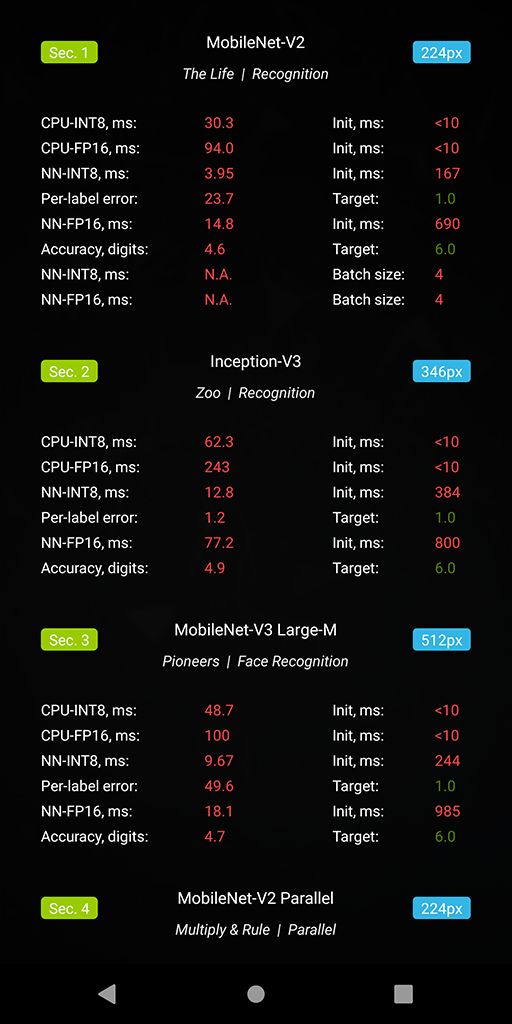 MobileNet-V2
Sec. 1 224px
The Life | Recognition
CPU-INT8, ms: 30.3 Init, ms: <10
CPU-FP16, ms: 94.0 Init, ms: <10
NN-INT8, ms: 3.95 Init, ms: 167
Per-label error: 23.7 Target: 1.0
NN-FP16, ms: 14.8 Init, ms: 690
Accuracy, digits: 4.6 Target: 6.0
NN-INT8, ms: N.A. Batch size: 4
NN-FP16, ms: N.A. Batch size: 4
Inception-V3
Sec. 2 346px
Zoo | Recognition
CPU-INT8, ms: 62.3 Init, ms: <10
CPU-FP16, ms: 243 Init, ms: <10
NN-INT8, ms: 12.8 Init, ms: 384
Per-label error: 1.2 Target: 1.0
NN-FP16, ms: 77.2 Init, ms: 800
Accuracy, digits: 4.9 Target: 6.0
MobileNet-V3 Large-M
Sec. 3 512px
Pioneers | Face Recognition
CPU-INT8, ms: 48.7 Init, ms: <10
CPU-FP16, ms: 100 Init, ms: <10
NN-INT8, ms: 9.67 Init, ms: 244
Per-label error: 49.6 Target: 1.0
NN-FP16, ms: 18.1 Init, ms: 985
Accuracy, digits: 4.7 Target: 6.0
MobileNet-V2 Parallel
Sec. 4 224px
Multiply & Rule | Parallel